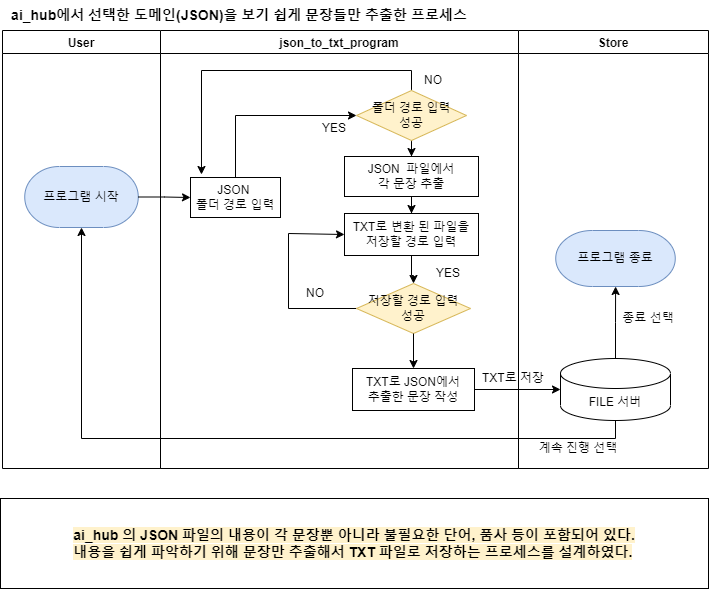 ai_hub에서 선택한 도메인(JSON)을 보기 쉽게 문장들만 추출한 프로세스
User
json_to_txt_program
Store
NO
폴더 경로 입력
성공
YES
JSON 파일에서
각 문장 추출
프로그램 시작
JSON
폴더 경로 입력
TXT로 변환 된 파일을
저장할 경로 입력
프로그램 종료
YES
NO
저장할 경로 입력
성공
종료 선택
TXT로 JSON에서
추출한 문장 작성
TXT로 저장
FILE 서버
계속 진행 선택
ai_hub 의 JSON 파일의 내용이 각 문장뿐 아니라 불필요한 단어, 품사 등이 포함되어 있다.
내용을 쉽게 파악하기 위해 문장만 추출해서 TXT 파일로 저장하는 프로세스를 설계하였다.